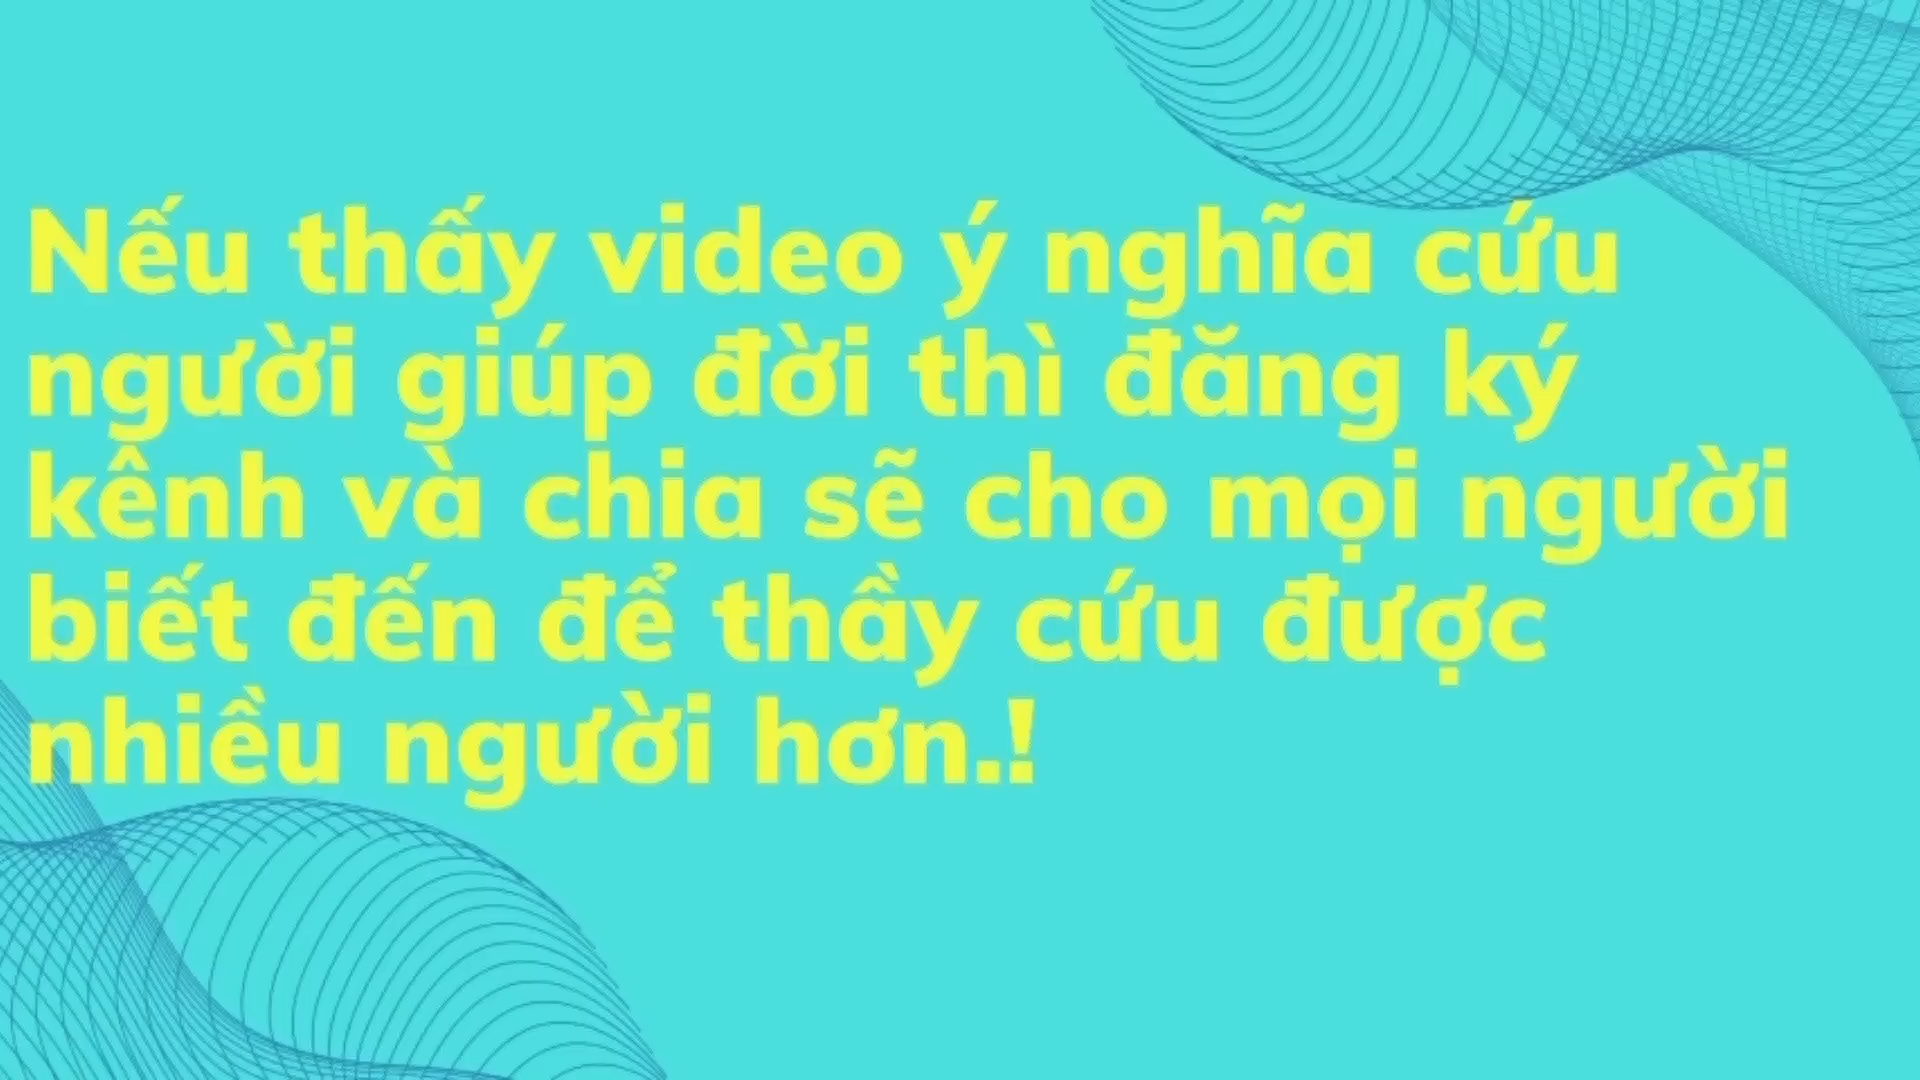 Nếu thấy video ý nghĩa cứu
người giúp đời thì đăng ký
kênh và chia sẽ cho mọi người
biết đến để thầy cứu được
nhiều người hơn.!